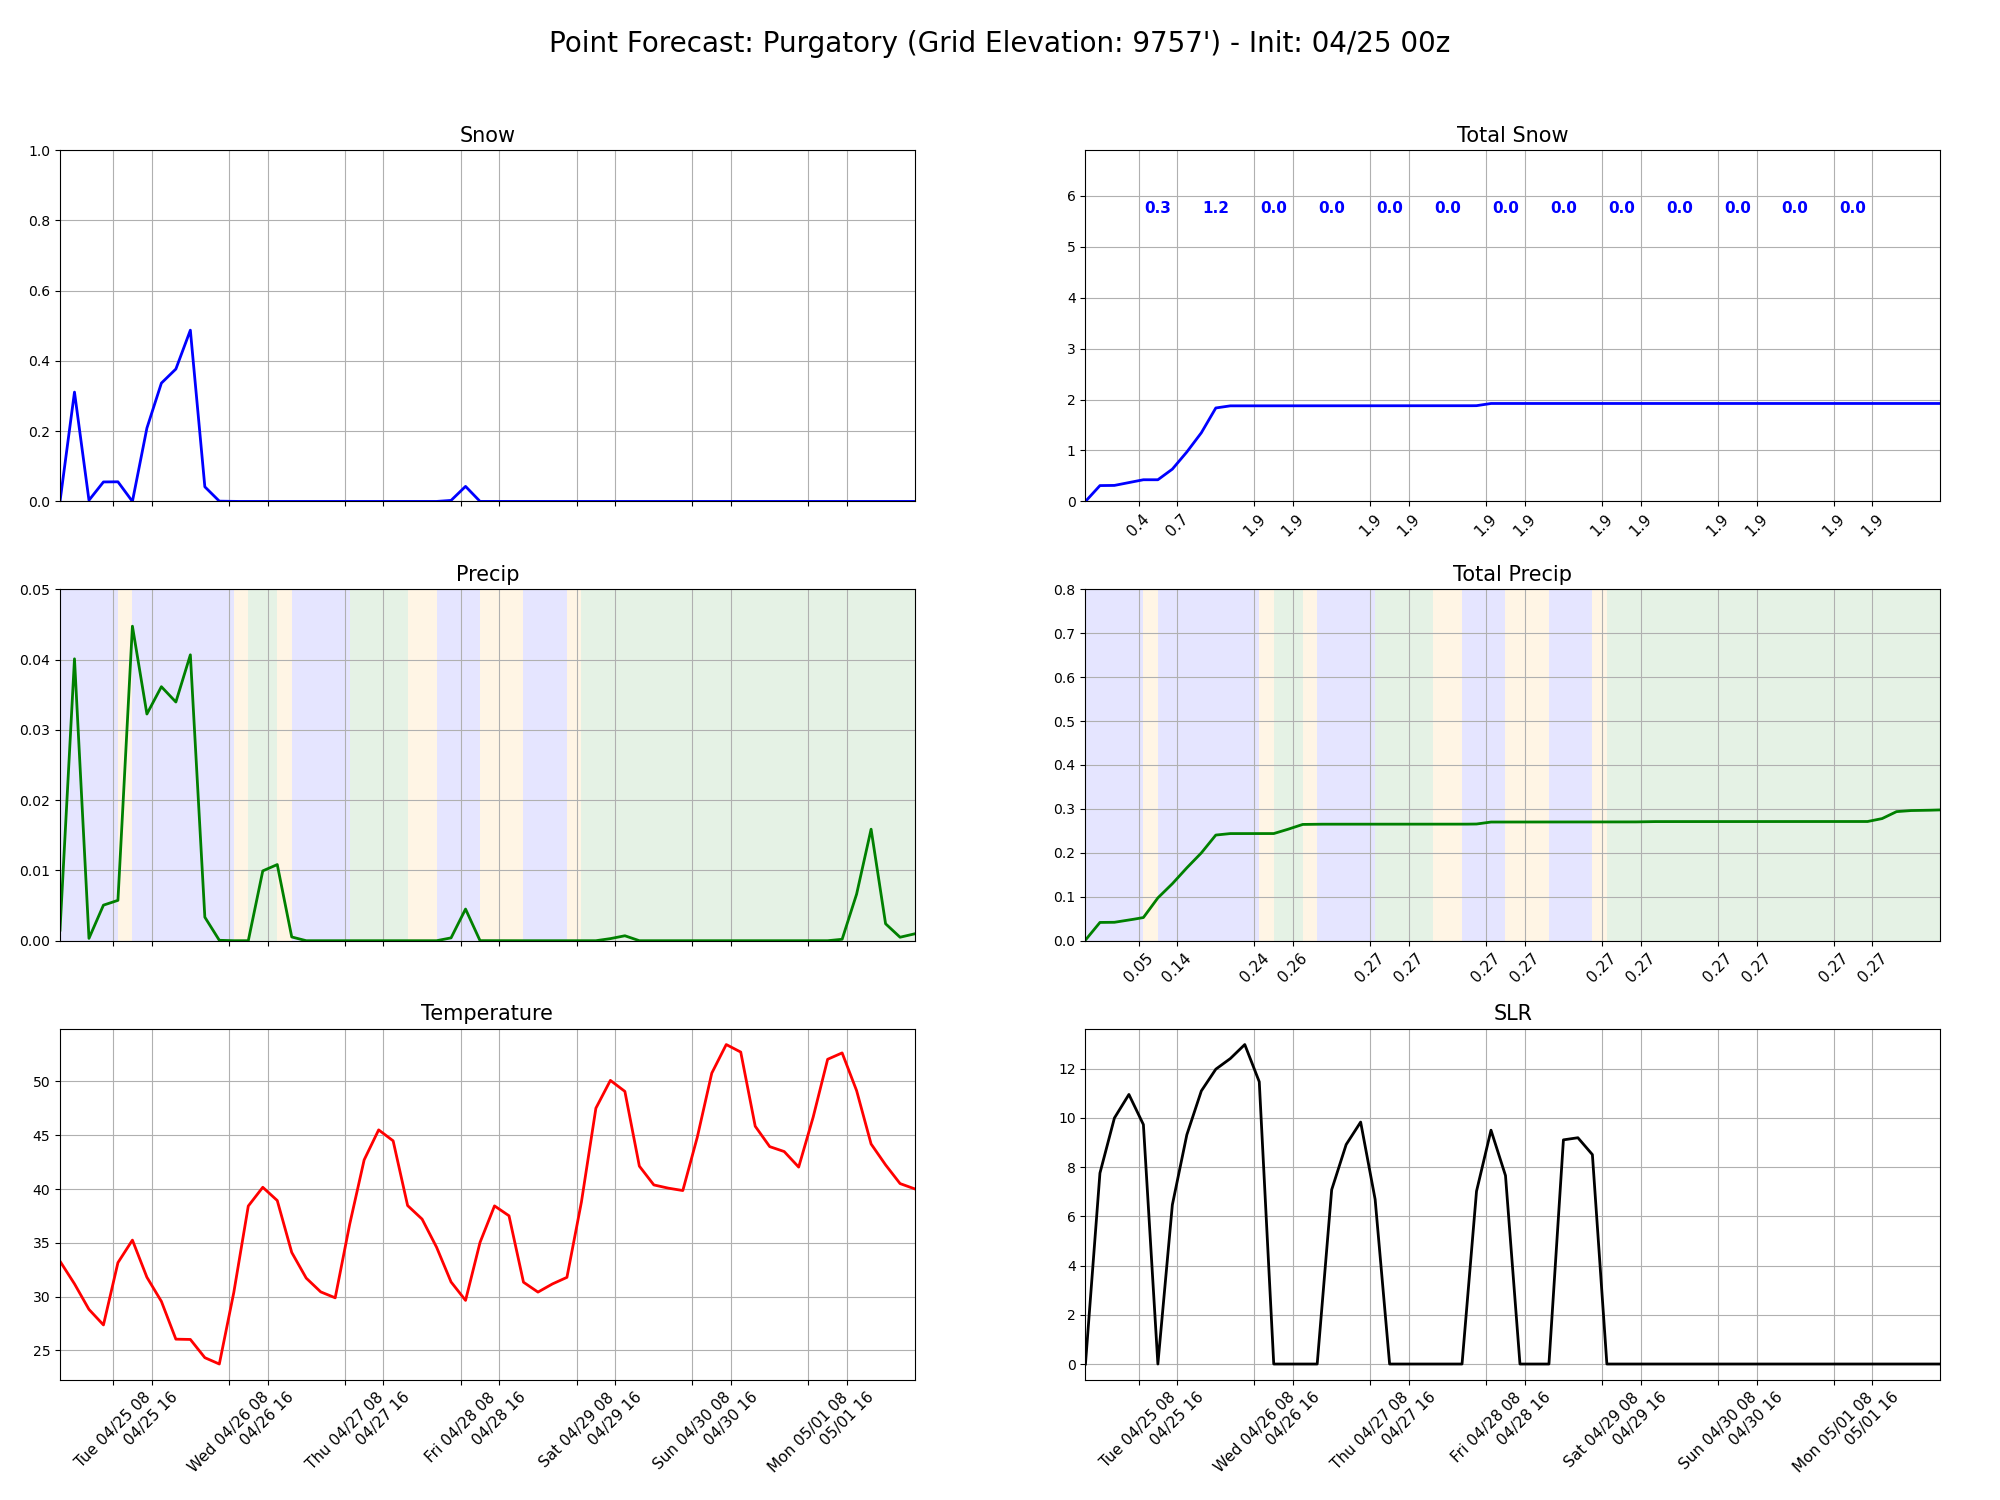 Point Forecast: Purgatory (Grid Elevation: 9757') - Init: 04/25 00z
Snow
1.0
0.8
0.6
0.4
0.2
0.0
Total Snow
6
5
4
3
2
1
0
0.3 1.2 0.0 0.0 0.0 0.0 0.0 0.0 0.0 0.0 0.0 0.0 0.0
0.4 0.7 1.9 1.9 1.9 1.9 1.9 1.9 1.9 1.9 1.9 1.9 1.9 1.9
Precip
0.05
0.04
0.03
0.02
0.01
0.00
Total Precip
0.8
0.7
0.6
0.5
0.4
0.3
0.2
0.1
0.0
0.05 0.14 0.24 0.26 0.27 0.27 0.27 0.27 0.27 0.27 0.27 0.27 0.27 0.27
Temperature
50
45
40
35
30
25
Tue 04/25 08
04/25 16
Wed 04/26 08
04/26 16
Thu 04/27 08
04/27 16
Fri 04/28 08
04/28 16
Sat 04/29 08
04/29 16
Sun 04/30 08
04/30 16
Mon 05/01 08
05/01 16
SLR
12
10
8
6
4
2
0
Tue 04/25 08
04/25 16
Wed 04/26 08
04/26 16
Thu 04/27 08
04/27 16
Fri 04/28 08
04/28 16
Sat 04/29 08
04/29 16
Sun 04/30 08
04/30 16
Mon 05/01 08
05/01 16